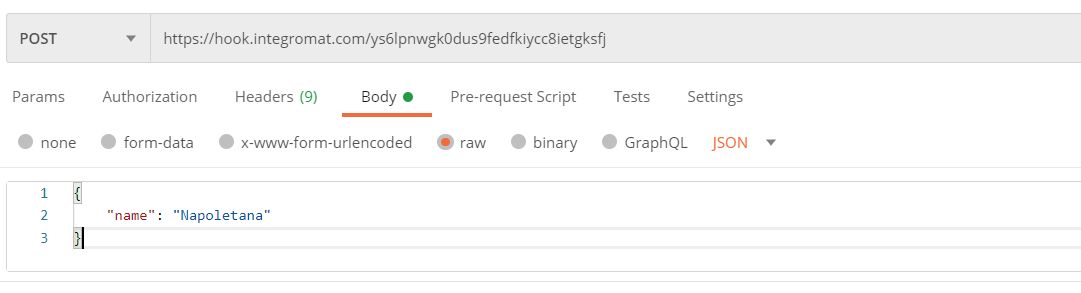 POST https://hook.integromat.com/ys6lpnwgk0dus9fedfkiycc8ietgksfj
Params Authorization Headers (9) Body Pre-request Script Tests Settings
none form-data x-www-form-urlencoded raw binary GraphQL JSON
1 {
2 "name": "Napoletana"
3 }